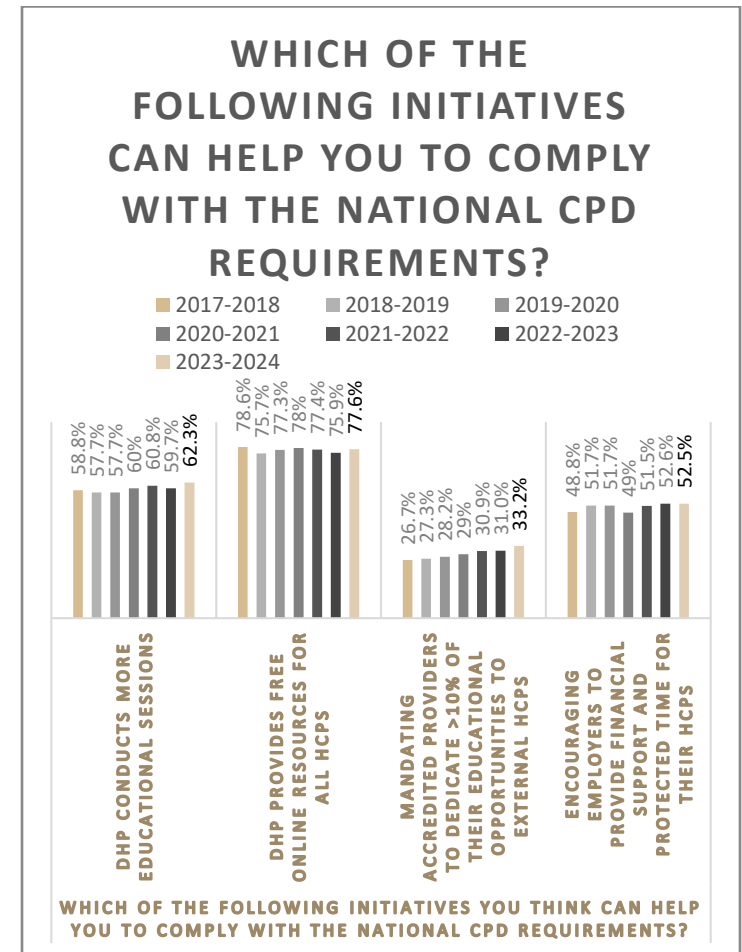 WHICH OF THE
FOLLOWING INITIATIVES
CAN HELP YOU TO COMPLY
WITH THE NATIONAL CPD
REQUIREMENTS?
2017-2018 2018-2019 2019-2020
2020-2021 2021-2022 2022-2023
2023-2024
58.8%
57.7%
57.7%
60%
60.8%
59.7%
62.3%
78.6%
75.7%
77.3%
78%
77.4%
75.9%
77.6%
26.7%
27.3%
28.2%
29%
30.9%
31.0%
33.2%
48.8%
51.7%
51.7%
49%
51.5%
52.6%
52.5%
DHP CONDUCTS MORE
EDUCATIONAL SESSIONS
DHP PROVIDES FREE
ONLINE RESOURCES FOR
ALL HCPS
MANDATING
ACCREDITED PROVIDERS
TO DEDICATE >10% OF
THEIR EDUCATIONAL
OPPORTUNITIES TO
EXTERNAL HCPS
ENCOURAGING
EMPLOYERS TO
PROVIDE FINANCIAL
SUPPORT AND
PROTECTED TIME FOR
THEIR HCPS
WHICH OF THE FOLLOWING INITIATIVES YOU THINK CAN HELP
YOU TO COMPLY WITH THE NATIONAL CPD REQUIREMENTS?